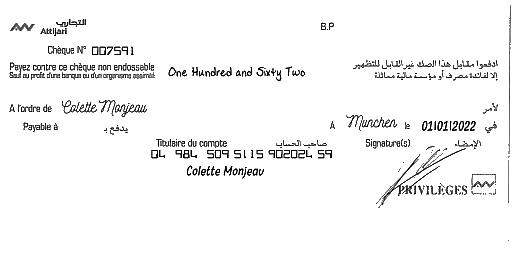 التجاري
Attijari
B.P
Chèque N° 007591
Payez contre ce chèque non endossable
Sauf au profit d'une banque ou d'un organisme assimilé
One Hundred and Sixty Two
ادفعوا مقابل هذا الصك غير القابل للتظهير
إلا لفائدة مصرف أو مؤسسة مالية مماثلة
A l'ordre de Colette Monjeau لأمر
Payable à يدفع بـ
A Munchen le 01/01/2022 في
Titulaire du compte صاحب الحساب
Signature(s) الإمضاء
04 984 509 5115 902024 59
Colette Monjeau
PRIVILÈGES